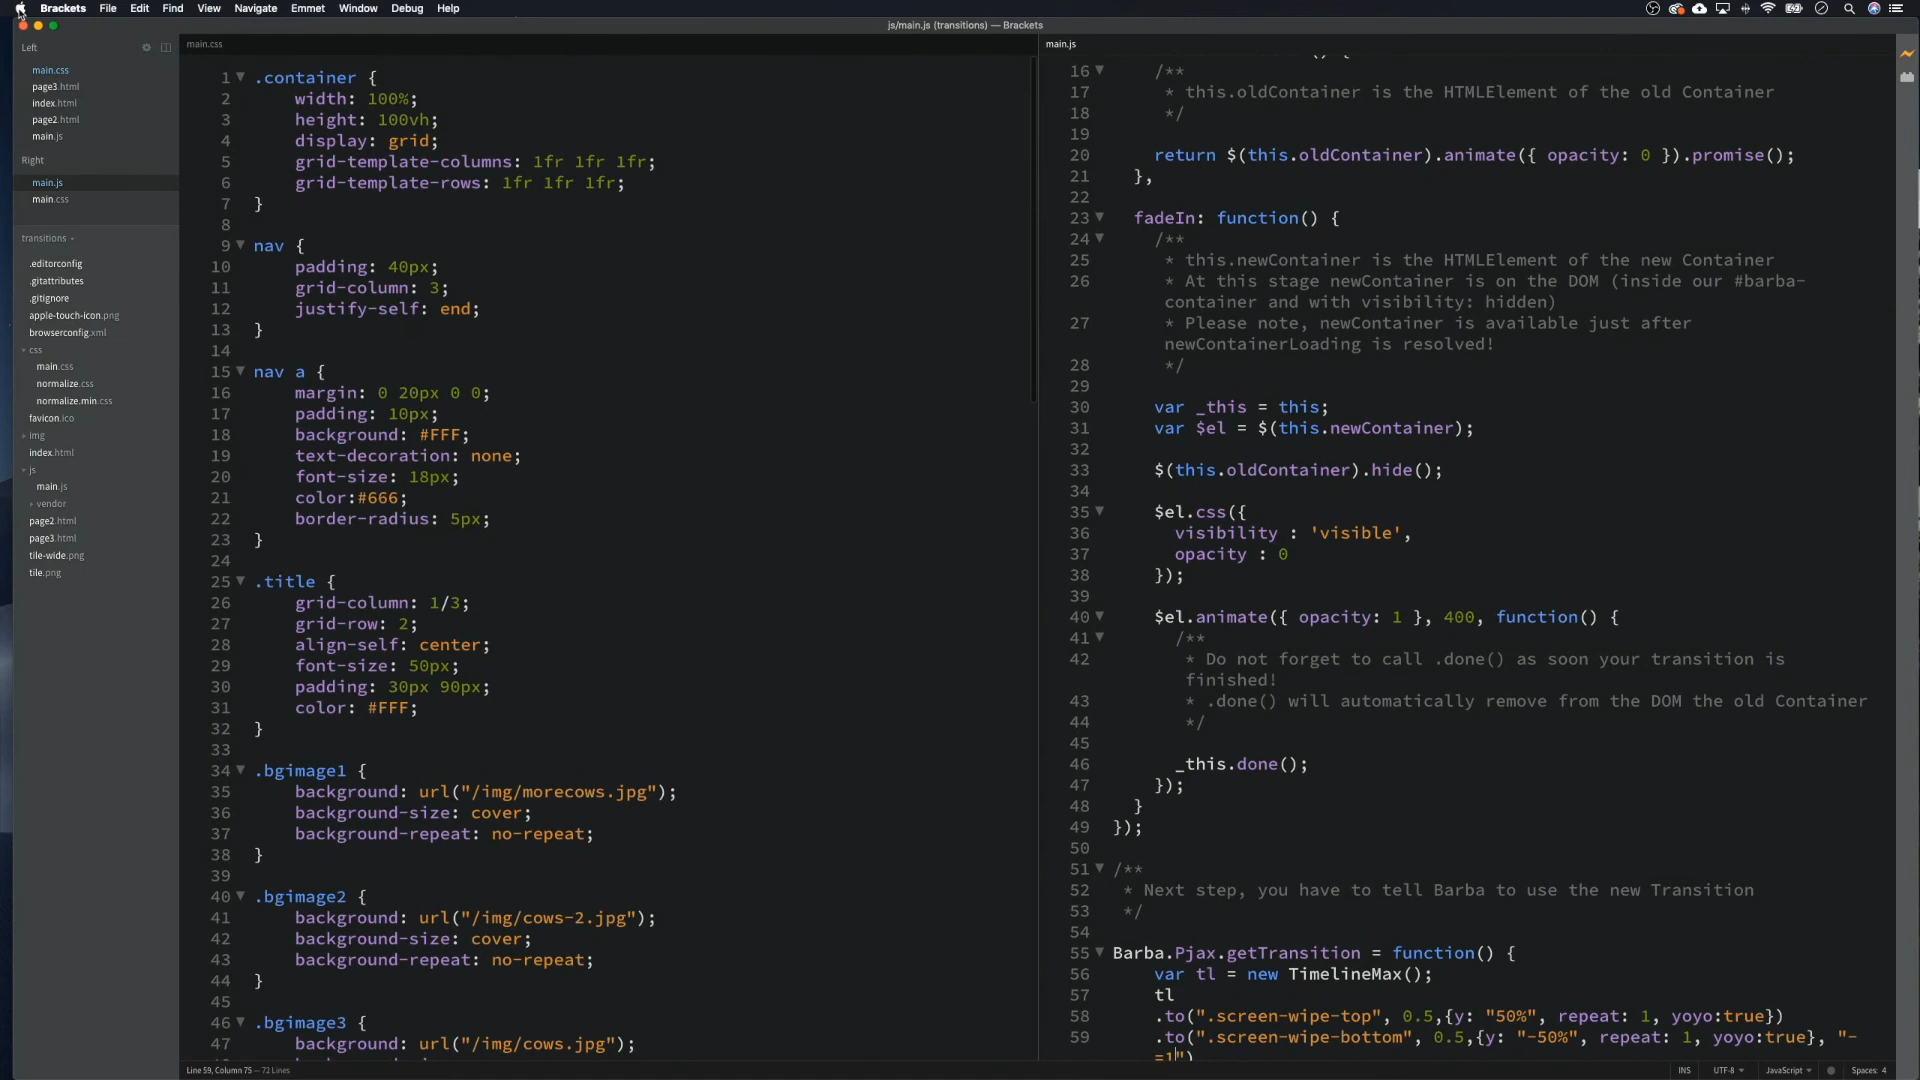 Brackets File Edit Find View Navigate Emmet Window Debug Help
js/main.js (transitions) — Brackets
Left
main.css
page3.html
index.html
page2.html
main.js
Right
main.js
main.css
transitions
.editorconfig
.gitattributes
.gitignore
apple-touch-icon.png
browserconfig.xml
css
main.css
normalize.css
normalize.min.css
favicon.ico
img
index.html
js
main.js
vendor
page2.html
page3.html
tile-wide.png
tile.png
main.css
1 .container {
2 width: 100%;
3 height: 100vh;
4 display: grid;
5 grid-template-columns: 1fr 1fr 1fr;
6 grid-template-rows: 1fr 1fr 1fr;
7 }
8
9 nav {
10 padding: 40px;
11 grid-column: 3;
12 justify-self: end;
13 }
14
15 nav a {
16 margin: 0 20px 0 0;
17 padding: 10px;
18 background: #FFF;
19 text-decoration: none;
20 font-size: 18px;
21 color:#666;
22 border-radius: 5px;
23 }
24
25 .title {
26 grid-column: 1/3;
27 grid-row: 2;
28 align-self: center;
29 font-size: 50px;
30 padding: 30px 90px;
31 color: #FFF;
32 }
33
34 .bgimage1 {
35 background: url("/img/morecows.jpg");
36 background-size: cover;
37 background-repeat: no-repeat;
38 }
39
40 .bgimage2 {
41 background: url("/img/cows-2.jpg");
42 background-size: cover;
43 background-repeat: no-repeat;
44 }
45
46 .bgimage3 {
47 background: url("/img/cows.jpg");
main.js
16 /**
17 * this.oldContainer is the HTMLElement of the old Container
18 */
19
20 return $(this.oldContainer).animate({ opacity: 0 }).promise();
21 },
22
23 fadeIn: function() {
24 /**
25 * this.newContainer is the HTMLElement of the new Container
26 * At this stage newContainer is on the DOM (inside our #barba-
container and with visibility: hidden)
27 * Please note, newContainer is available just after
newContainerLoading is resolved!
28 */
29
30 var _this = this;
31 var $el = $(this.newContainer);
32
33 $(this.oldContainer).hide();
34
35 $el.css({
36 visibility : 'visible',
37 opacity : 0
38 });
39
40 $el.animate({ opacity: 1 }, 400, function() {
41 /**
42 * Do not forget to call .done() as soon your transition is
finished!
43 * .done() will automatically remove from the DOM the old Container
44 */
45
46 _this.done();
47 });
48 }
49 });
50
51 /**
52 * Next step, you have to tell Barba to use the new Transition
53 */
54
55 Barba.Pjax.getTransition = function() {
56 var tl = new TimelineMax();
57 tl
58 .to(".screen-wipe-top", 0.5,{y: "50%", repeat: 1, yoyo:true})
59 .to(".screen-wipe-bottom", 0.5,{y: "-50%", repeat: 1, yoyo:true}, "-
=1")
Line 59, Column 75 — 72 Lines
INS UTF-8 JavaScript Spaces: 4